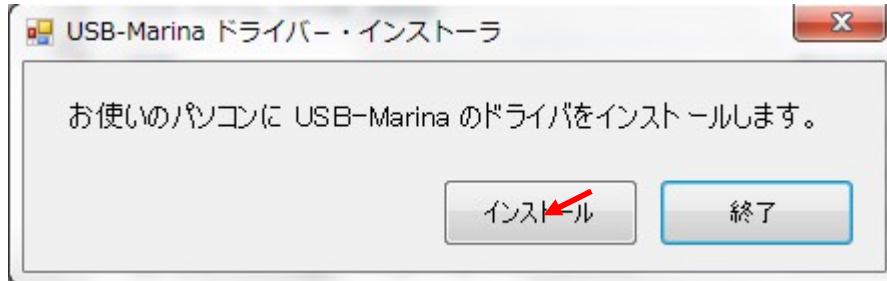 USB-Marina ドライバー・インストーラ
お使いのパソコンに USB-Marina のドライバをインストールします。
インストール
終了